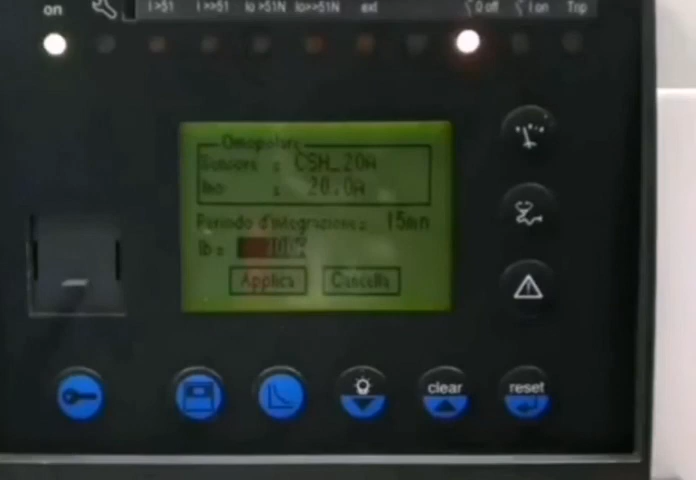 on I>51 I>>51 Io>51N Io>>51N ext 0 off I on Trip
Omopolare
Sensore : CSH_20A
Ino : 20.0A
Periodo d'integrazione: 15mn
Ib = 100%
Applica Cancella
clear reset